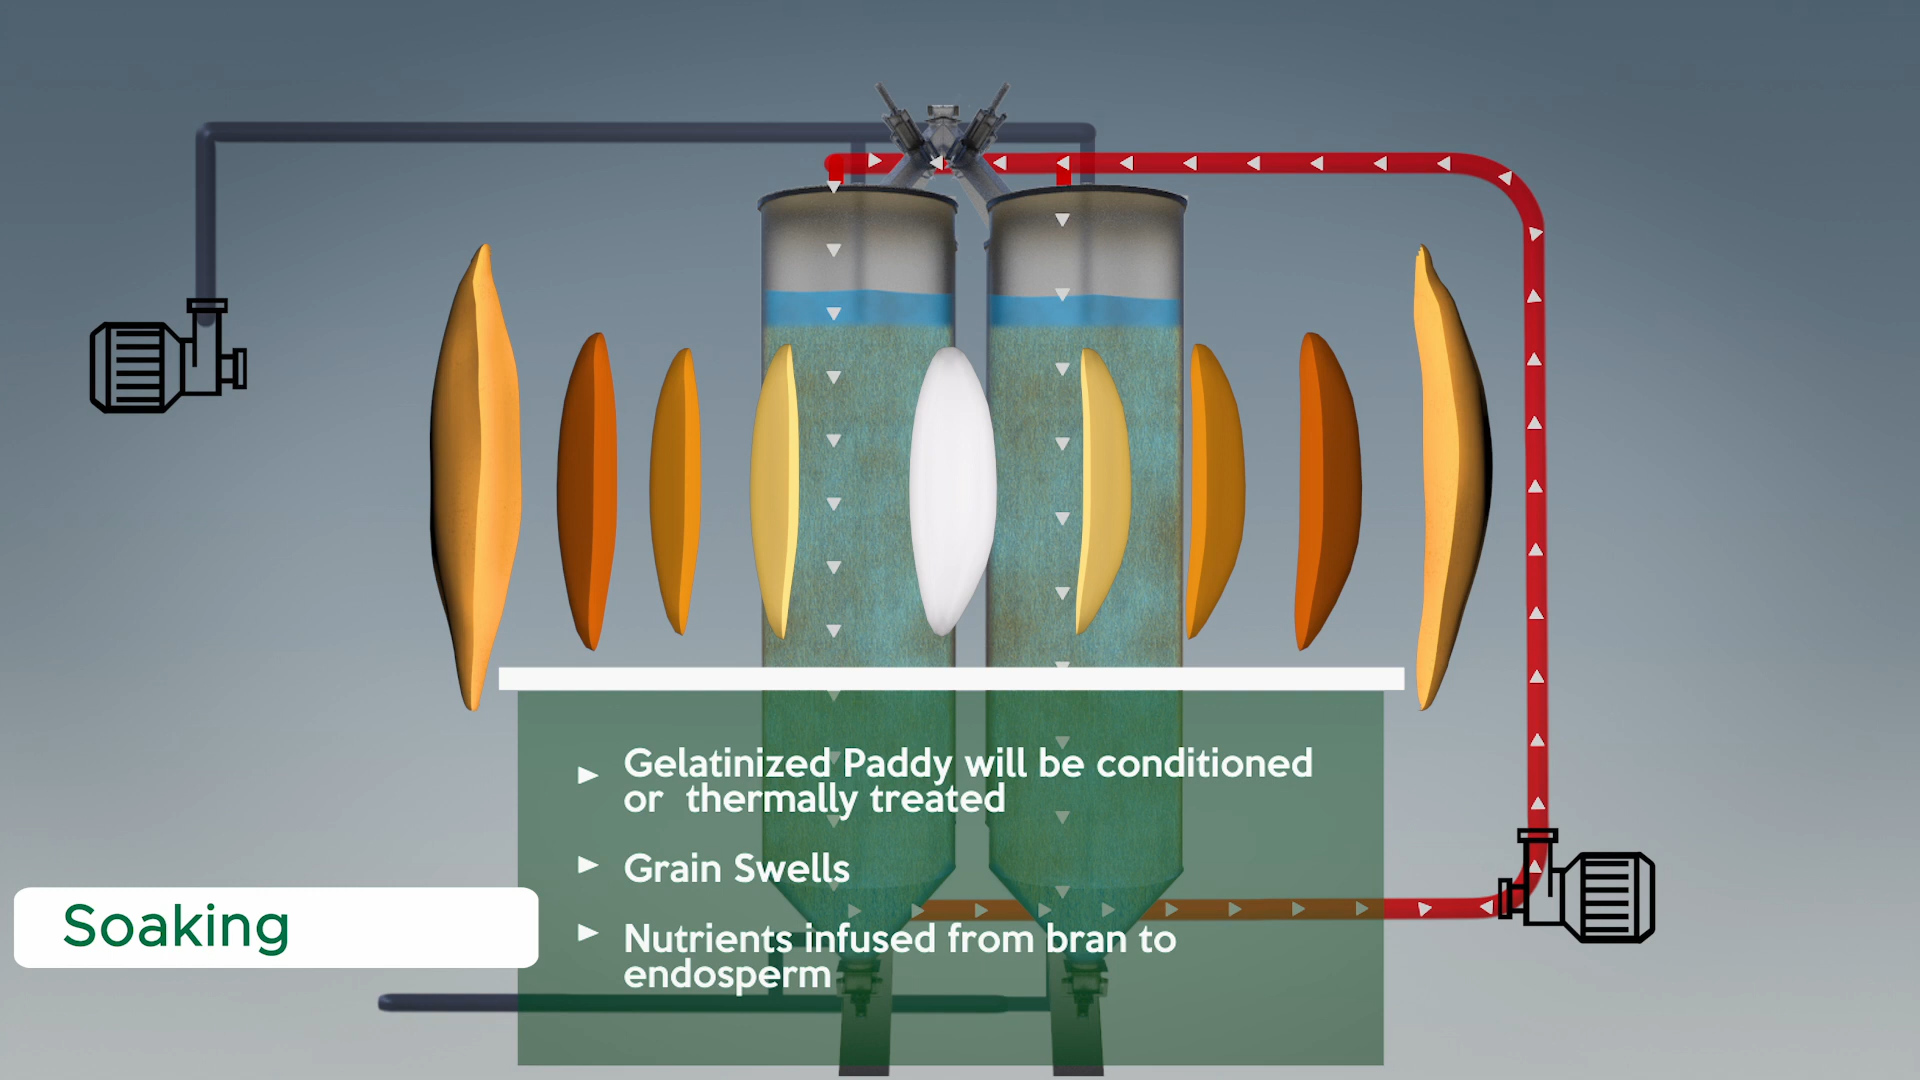 Gelatinized Paddy will be conditioned
or thermally treated
Grain Swells
Nutrients infused from bran to
endosperm
Soaking